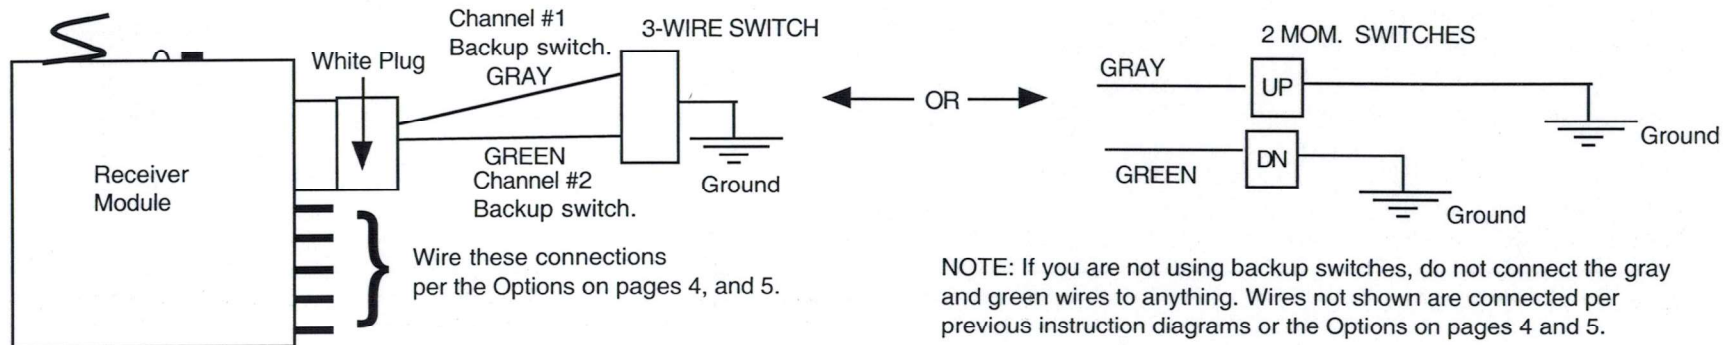 Channel #1
Backup switch.
GRAY
3-WIRE SWITCH
White Plug
Receiver
Module
GREEN
Channel #2
Backup switch.
Ground
Wire these connections
per the Options on pages 4, and 5.
OR
2 MOM. SWITCHES
GRAY
UP
Ground
GREEN
DN
Ground
NOTE: If you are not using backup switches, do not connect the gray
and green wires to anything. Wires not shown are connected per
previous instruction diagrams or the Options on pages 4 and 5.